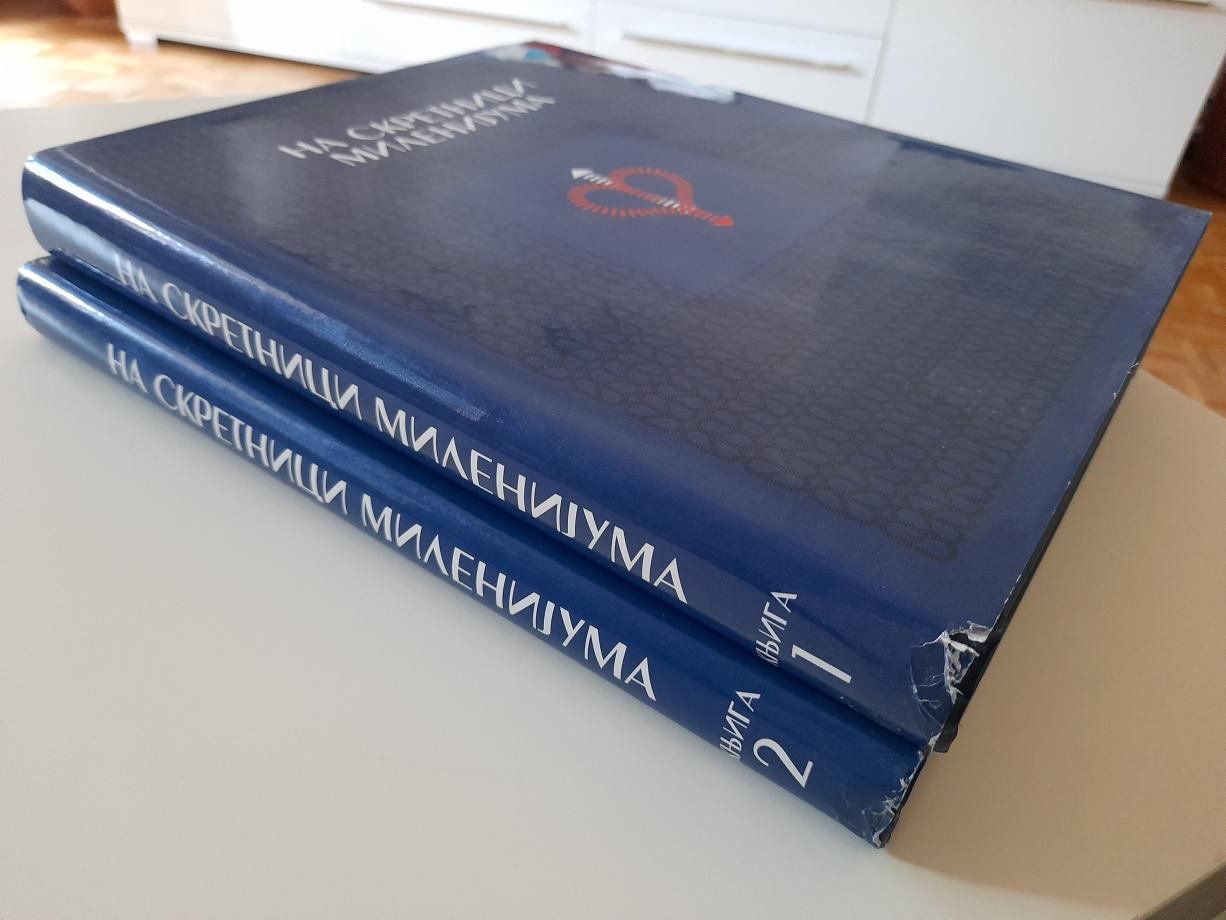 НА СКРЕТНИЦИ
МИЛЕНИЈУМА
НА СКРЕТНИЦИ МИЛЕНИЈУМА
КЊИГА
1
НА СКРЕТНИЦИ МИЛЕНИЈУМА
КЊИГА
2